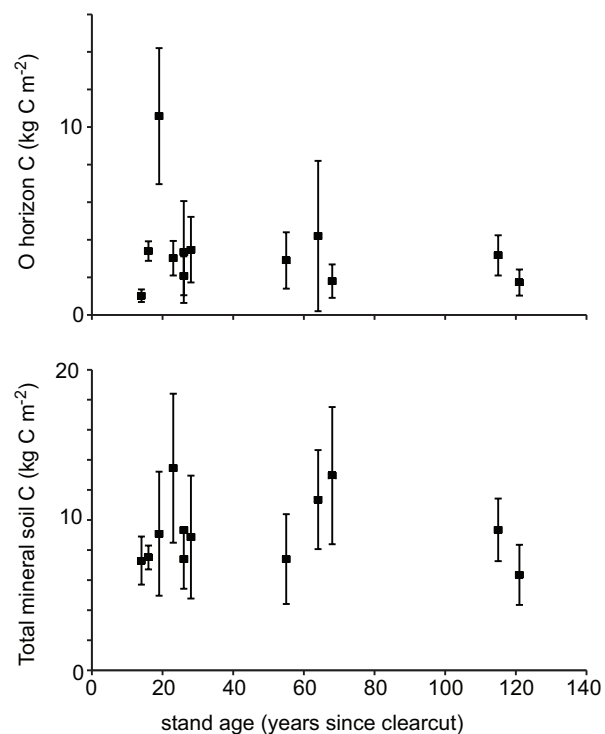 O horizon C (kg C m-2)
10
0
Total mineral soil C (kg C m-2)
20
10
0
0 20 40 60 80 100 120 140
stand age (years since clearcut)